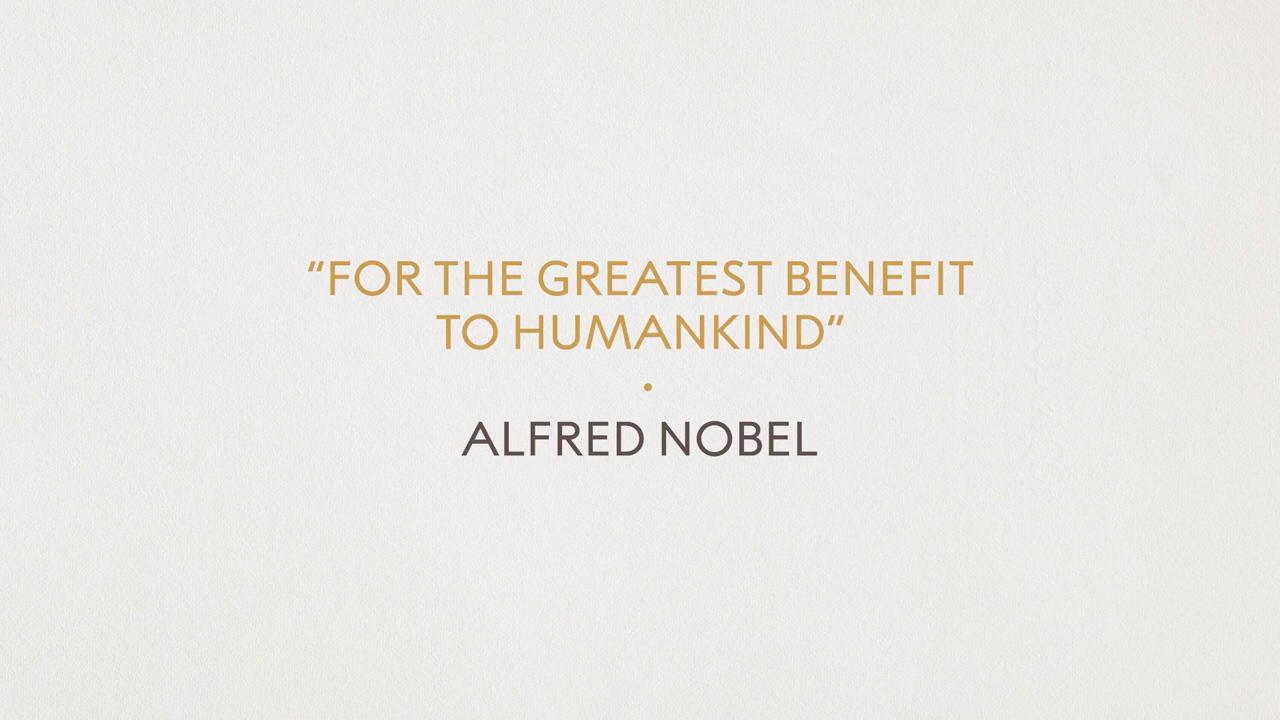 “FOR THE GREATEST BENEFIT
TO HUMANKIND”
•
ALFRED NOBEL